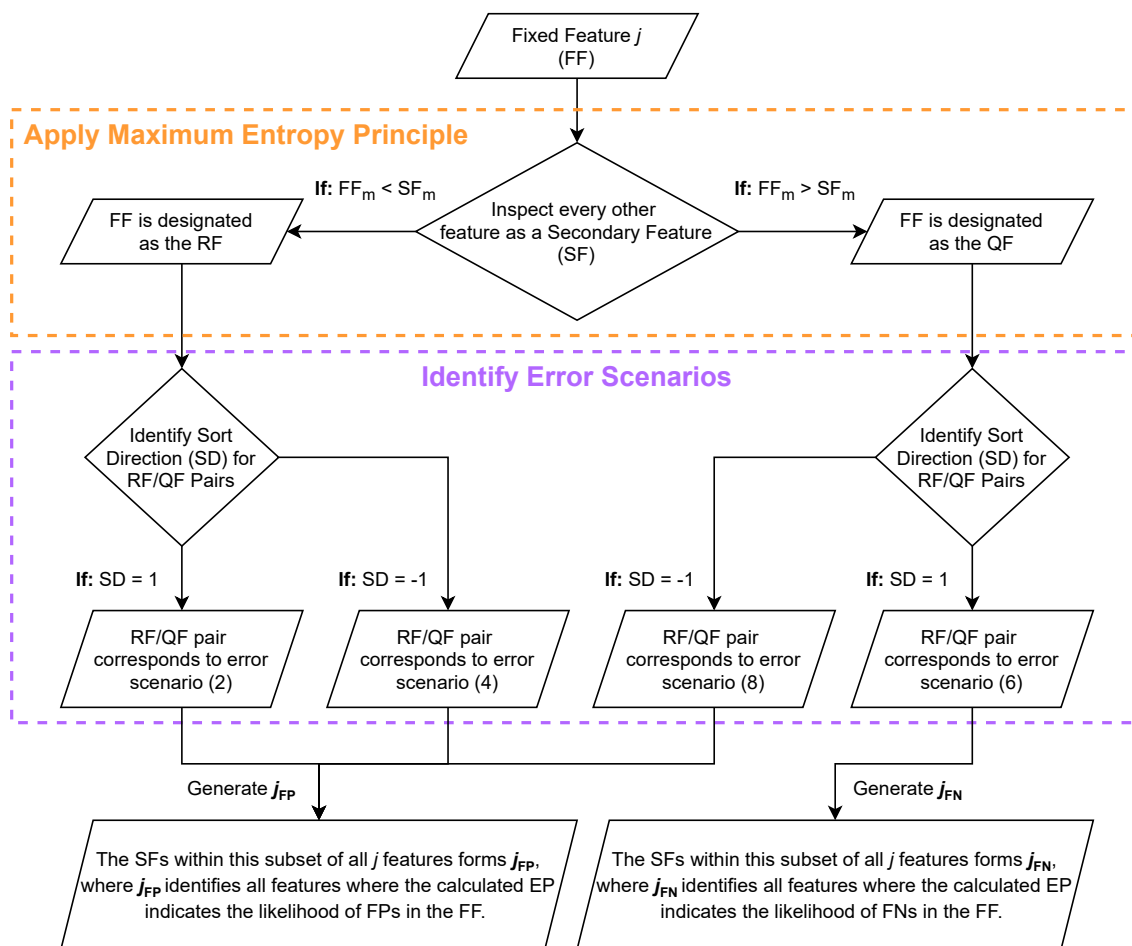 Fixed Feature j
(FF)
Apply Maximum Entropy Principle
If: FFm < SFm
If: FFm > SFm
Inspect every other
feature as a Secondary Feature
(SF)
FF is designated
as the RF
FF is designated
as the QF
Identify Error Scenarios
Identify Sort
Direction (SD) for
RF/QF Pairs
Identify Sort
Direction (SD) for
RF/QF Pairs
If: SD = 1
If: SD = -1
If: SD = -1
If: SD = 1
RF/QF pair
corresponds to error
scenario (2)
RF/QF pair
corresponds to error
scenario (4)
RF/QF pair
corresponds to error
scenario (8)
RF/QF pair
corresponds to error
scenario (6)
Generate jFP
Generate jFN
The SFs within this subset of all j features forms jFP,
where jFP identifies all features where the calculated EP
indicates the likelihood of FPs in the FF.
The SFs within this subset of all j features forms jFN,
where jFN identifies all features where the calculated EP
indicates the likelihood of FNs in the FF.